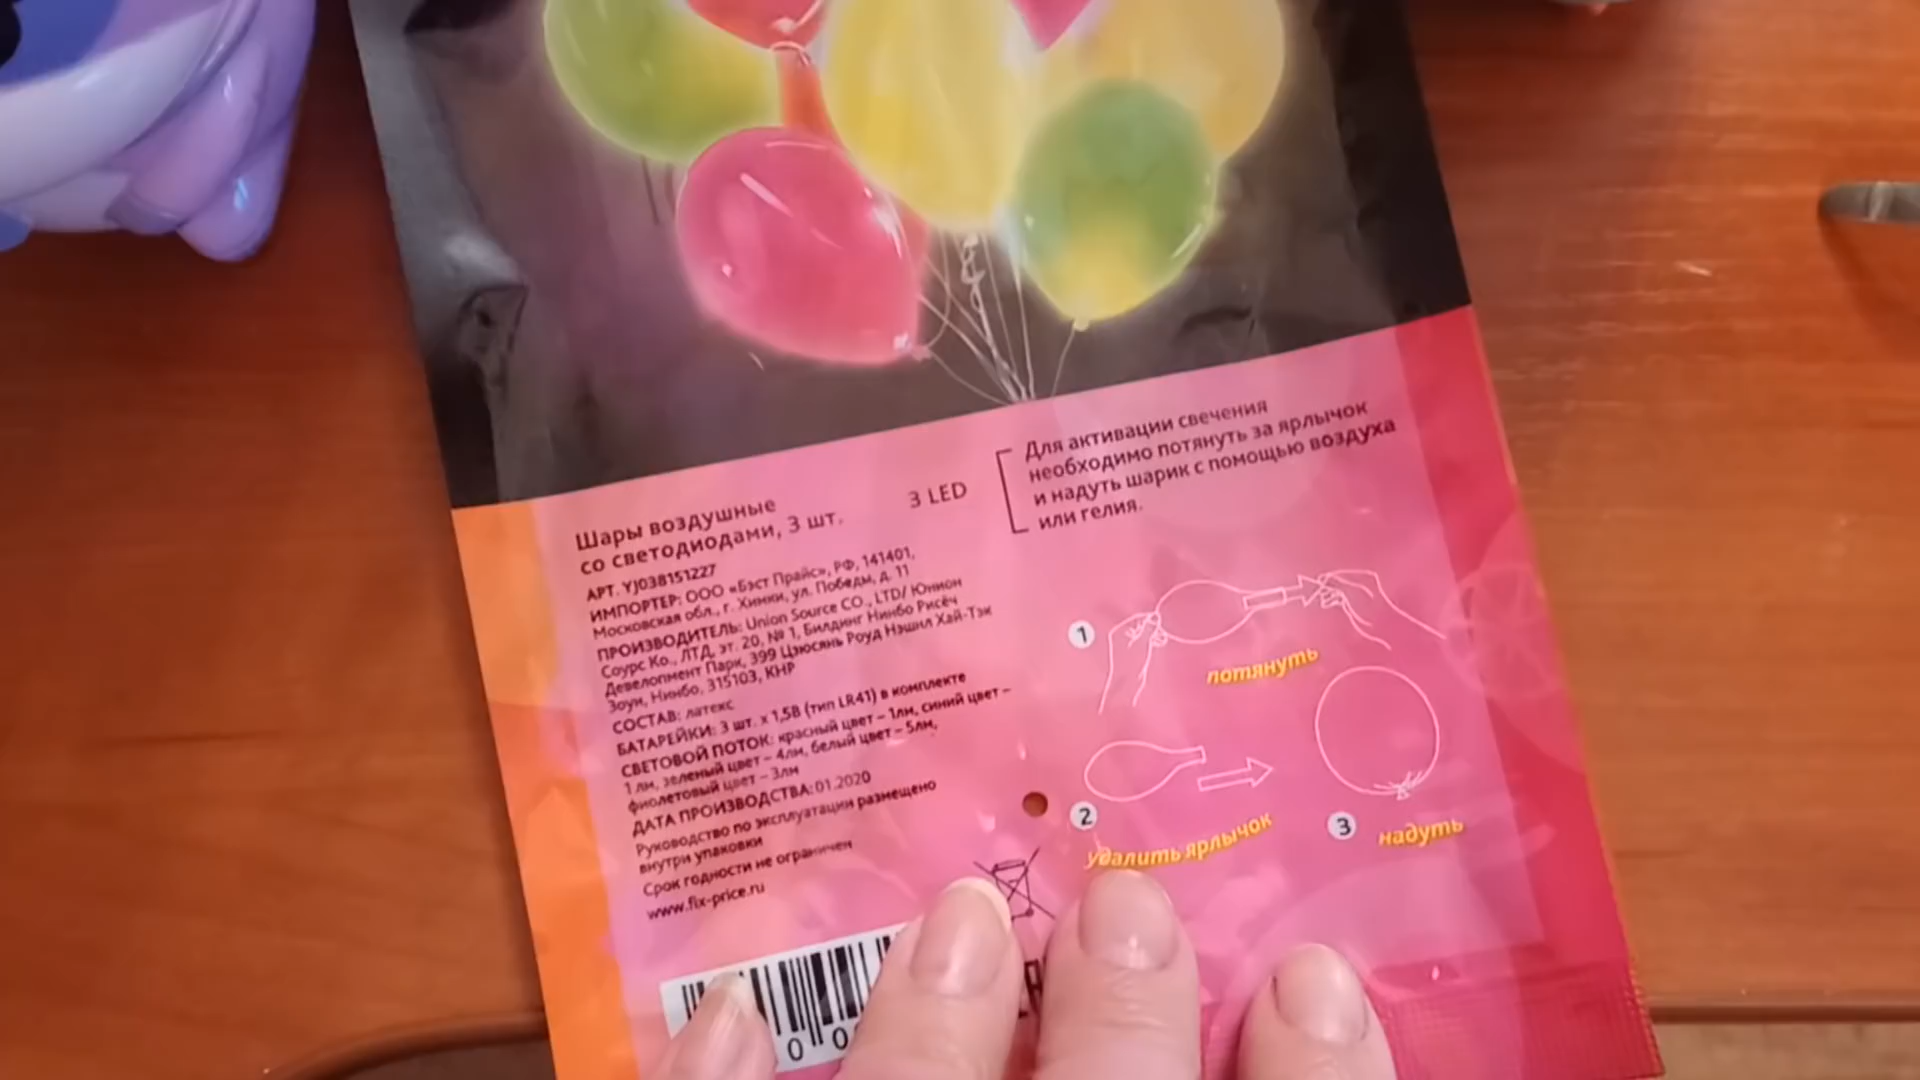 Шары воздушные
со светодиодами, 3 шт.
3 LED
АРТ. YJ038151227
ИМПОРТЕР: ООО «Бэст Прайс», РФ, 141401,
Московская обл., г. Химки, ул. Победы, д. 11
ПРОИЗВОДИТЕЛЬ: Union Source CO., LTD/ Юнион
Соурс Ко., ЛТД, эт. 20, № 1, Билдинг Нинбо Рисёч
Девелопмент Парк, 399 Цзюсянь Роуд Нэшнл Хай-Тэк
Зоун, Нинбо, 315103, КНР
СОСТАВ: латекс
БАТАРЕЙКИ: 3 шт. х 1,5В (тип LR41) в комплекте
СВЕТОВОЙ ПОТОК: красный цвет – 1лм, синий цвет –
1 лм, зеленый цвет – 4лм, белый цвет – 5лм,
фиолетовый цвет – 3лм
ДАТА ПРОИЗВОДСТВА: 01.2020
Руководство по эксплуатации размещено
внутри упаковки
Срок годности не ограничен
www.fix-price.ru
Для активации свечения
необходимо потянуть за ярлычок
и надуть шарик с помощью воздуха
или гелия.
1
потянуть
2
удалить ярлычок
3
надуть